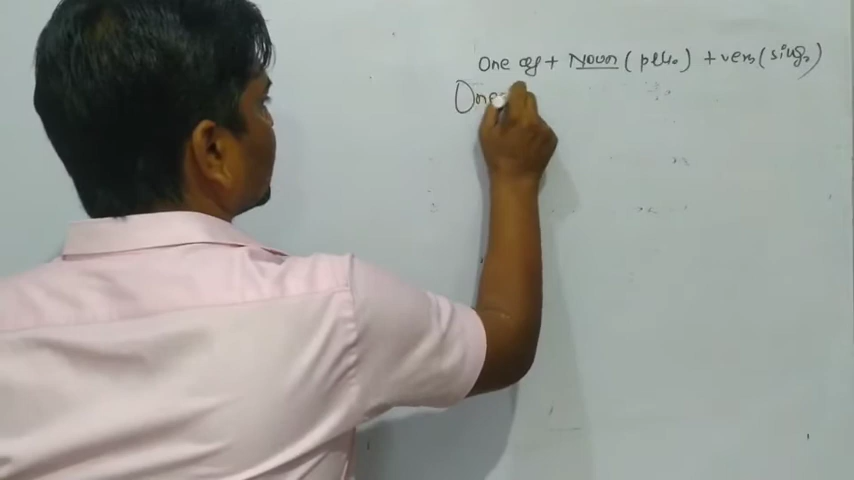 One of + Noun (plu.) + verb (sing.)
One